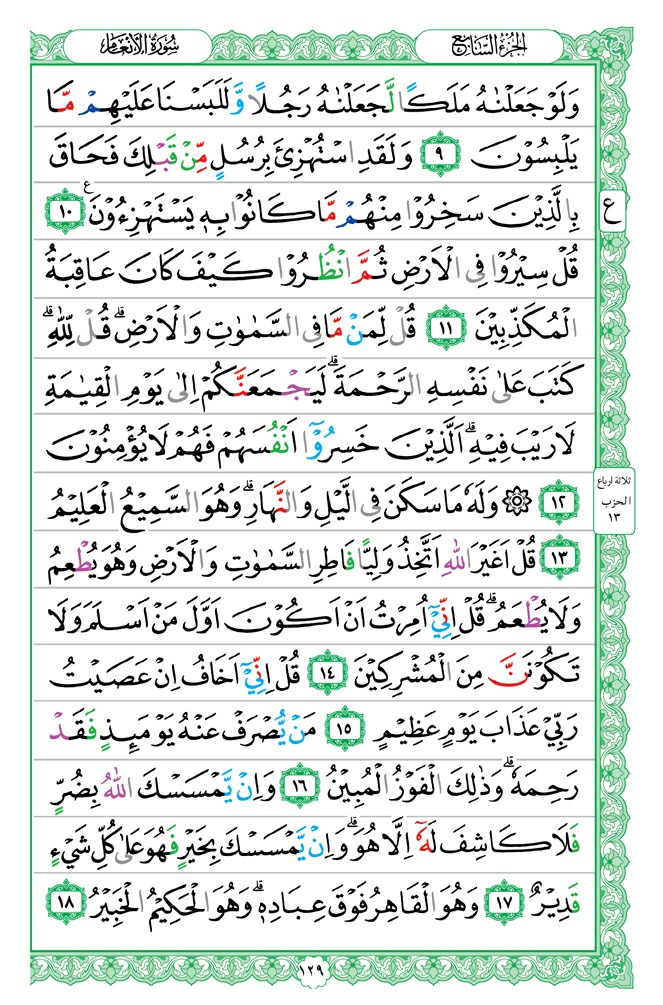 الجزء السابع
سورة الأنعام
وَلَوْ جَعَلْنٰهُ مَلَكًا لَّجَعَلْنٰهُ رَجُلًا وَّلَلَبَسْنَا عَلَيْهِمْ مَّا
يَلْبِسُوْنَ ٩ وَلَقَدِ اسْتُهْزِئَ بِرُسُلٍ مِّنْ قَبْلِكَ فَحَاقَ
بِالَّذِيْنَ سَخِرُوْا مِنْهُمْ مَّا كَانُوْا بِهٖ يَسْتَهْزِءُوْنَ ١٠ ع
ع
قُلْ سِيْرُوْا فِى الْاَرْضِ ثُمَّ انْظُرُوْا كَيْفَ كَانَ عَاقِبَةُ
الْمُكَذِّبِيْنَ ١١ قُلْ لِّمَنْ مَّا فِى السَّمٰوٰتِ وَالْاَرْضِۗ قُلْ لِّلّٰهِۗ
كَتَبَ عَلٰى نَفْسِهِ الرَّحْمَةَۗ لَيَجْمَعَنَّكُمْ اِلٰى يَوْمِ الْقِيٰمَةِ
لَا رَيْبَ فِيْهِۗ اَلَّذِيْنَ خَسِرُوْٓا اَنْفُسَهُمْ فَهُمْ لَا يُؤْمِنُوْنَ
١٢ ۞ وَلَهٗ مَا سَكَنَ فِى الَّيْلِ وَالنَّهَارِۗ وَهُوَ السَّمِيْعُ الْعَلِيْمُ
ثلاثة ارباع
الحزب
١٣
١٣ قُلْ اَغَيْرَ اللّٰهِ اَتَّخِذُ وَلِيًّا فَاطِرِ السَّمٰوٰتِ وَالْاَرْضِ وَهُوَ يُطْعِمُ
وَلَا يُطْعَمُۗ قُلْ اِنِّيْٓ اُمِرْتُ اَنْ اَكُوْنَ اَوَّلَ مَنْ اَسْلَمَ وَلَا
تَكُوْنَنَّ مِنَ الْمُشْرِكِيْنَ ١٤ قُلْ اِنِّيْٓ اَخَافُ اِنْ عَصَيْتُ
رَبِّيْ عَذَابَ يَوْمٍ عَظِيْمٍ ١٥ مَنْ يُّصْرَفْ عَنْهُ يَوْمَئِذٍ فَقَدْ
رَحِمَهٗۗ وَذٰلِكَ الْفَوْزُ الْمُبِيْنُ ١٦ وَاِنْ يَّمْسَسْكَ اللّٰهُ بِضُرٍّ
فَلَا كَاشِفَ لَهٗٓ اِلَّا هُوَۗ وَاِنْ يَّمْسَسْكَ بِخَيْرٍ فَهُوَ عَلٰى كُلِّ شَيْءٍ
قَدِيْرٌ ١٧ وَهُوَ الْقَاهِرُ فَوْقَ عِبَادِهٖۗ وَهُوَ الْحَكِيْمُ الْخَبِيْرُ ١٨
١٢٩